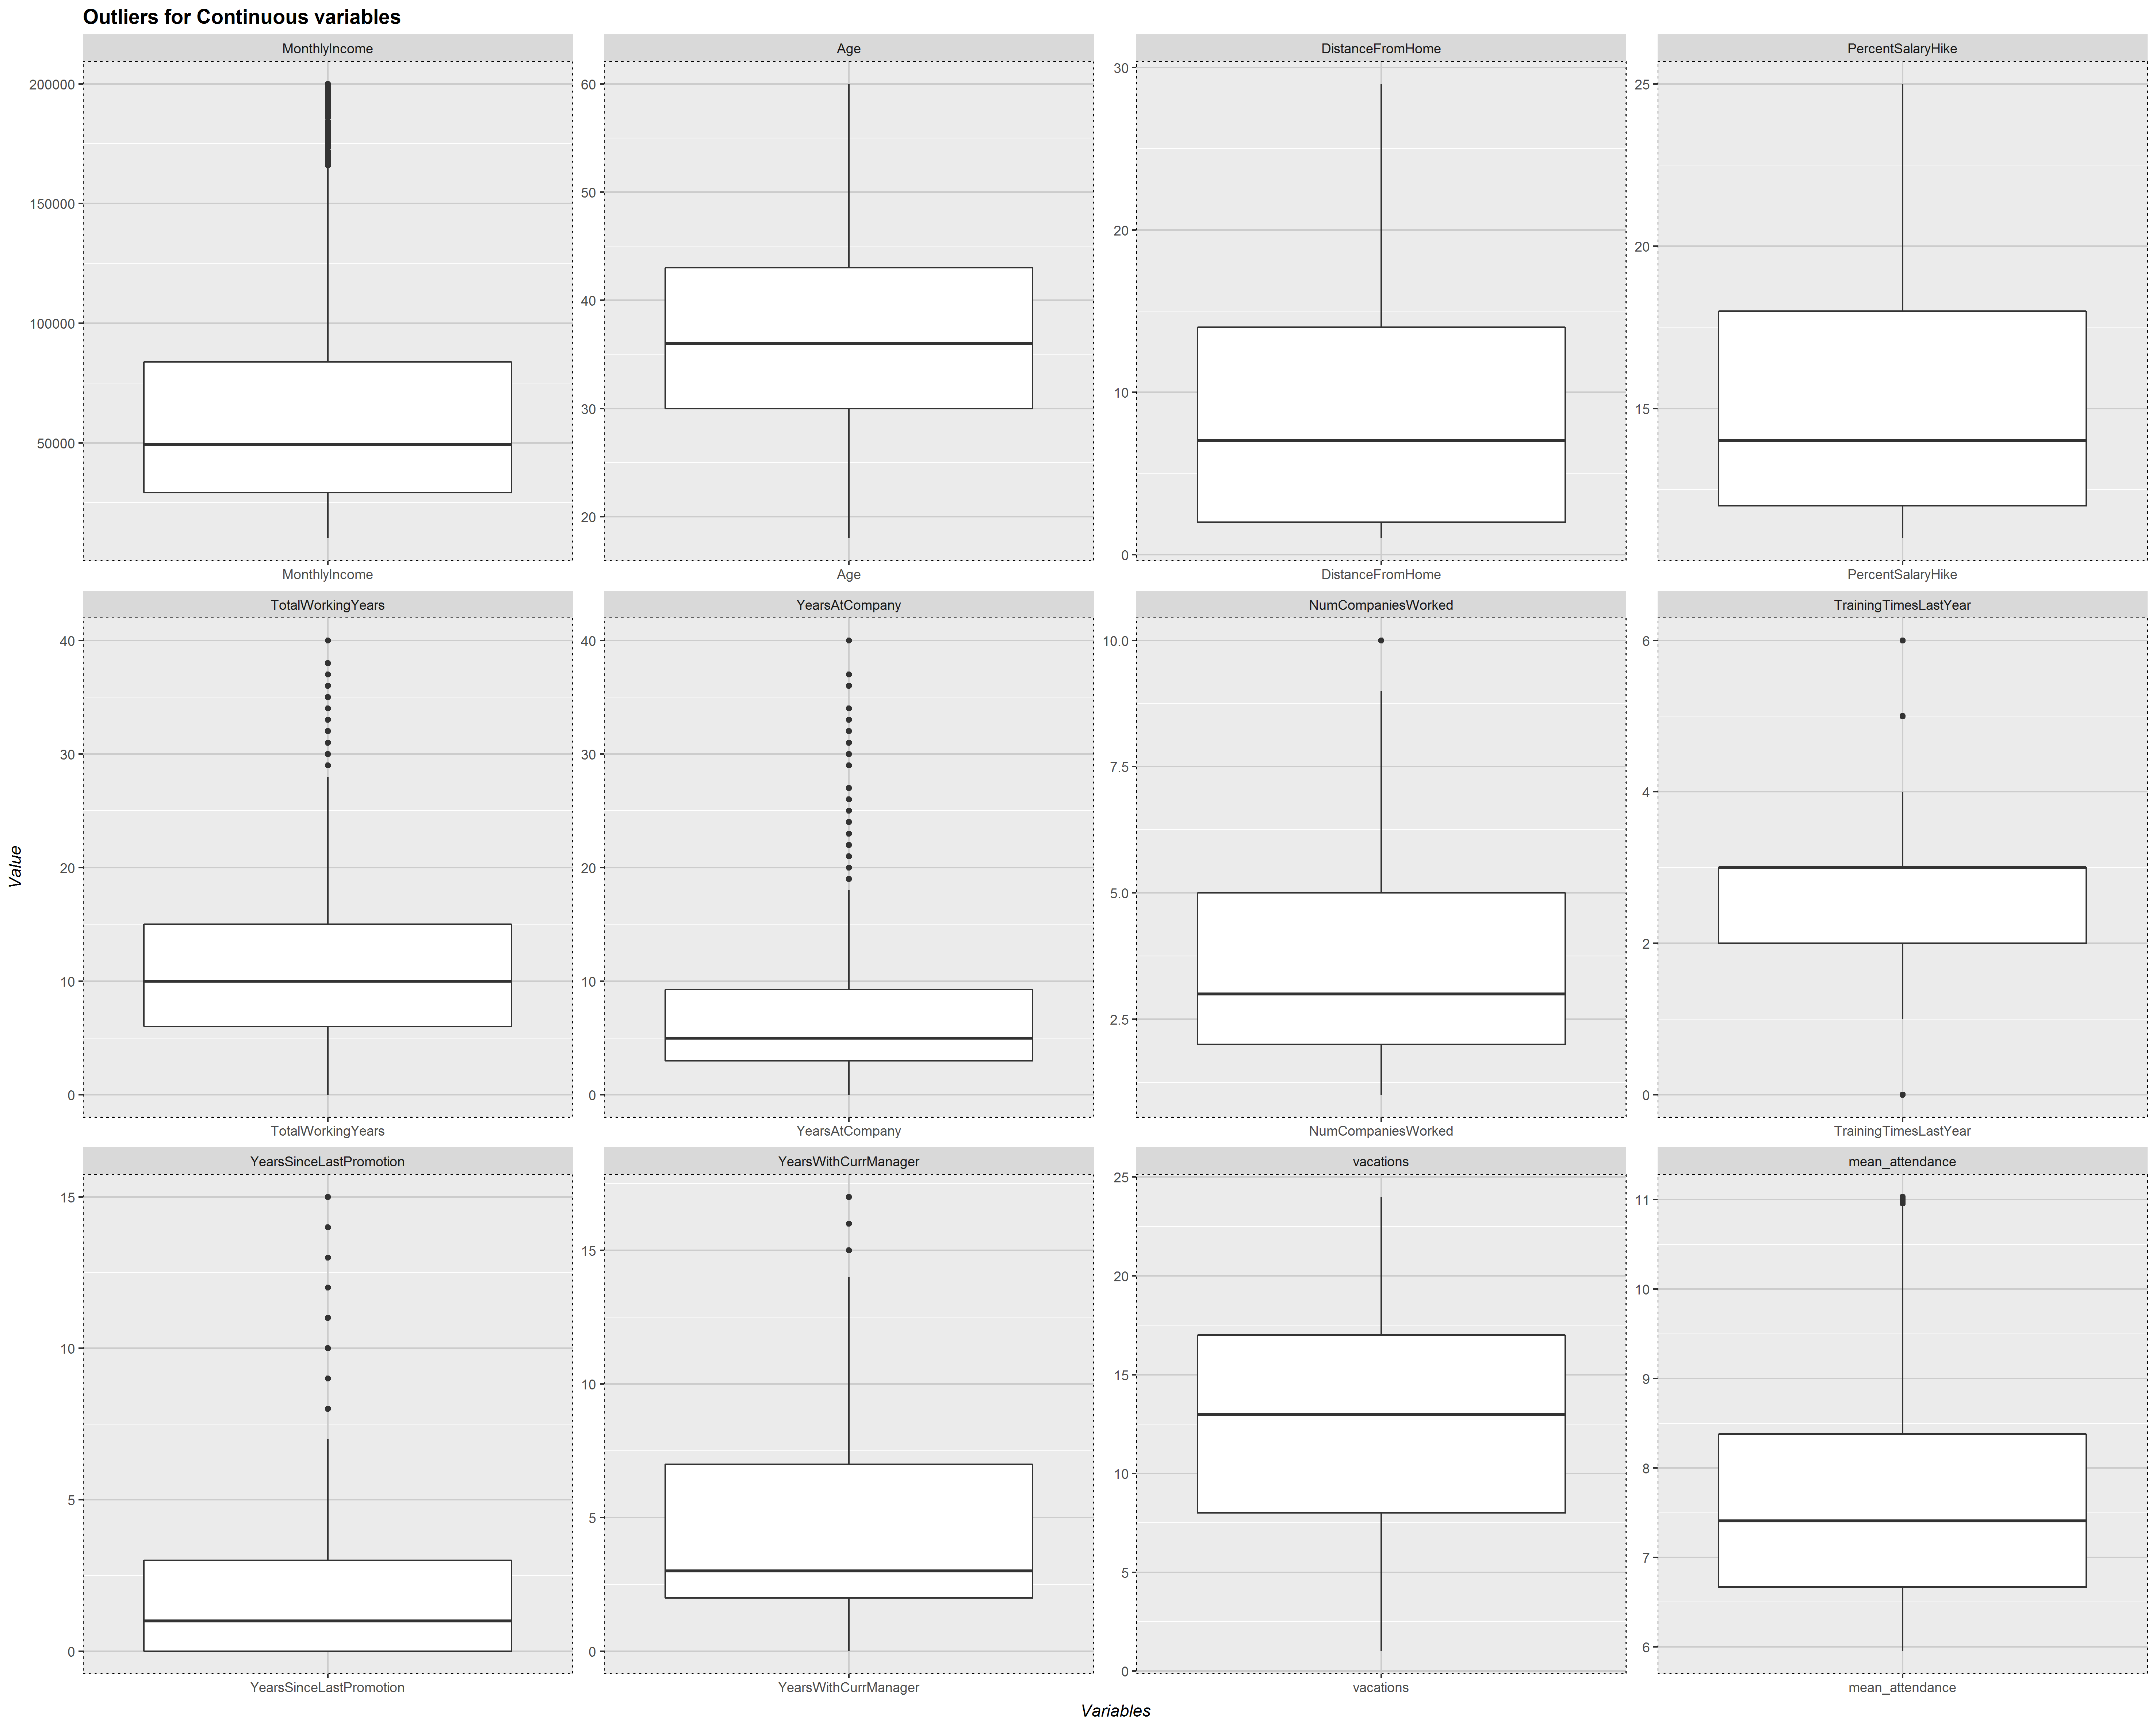 Outliers for Continuous variables
MonthlyIncome
Age
DistanceFromHome
PercentSalaryHike
200000
150000
100000
50000
60
50
40
30
20
30
20
10
0
25
20
15
MonthlyIncome
Age
DistanceFromHome
PercentSalaryHike
TotalWorkingYears
YearsAtCompany
NumCompaniesWorked
TrainingTimesLastYear
40
30
20
10
0
40
30
20
10
0
10.0
7.5
5.0
2.5
6
4
2
0
Value
TotalWorkingYears
YearsAtCompany
NumCompaniesWorked
TrainingTimesLastYear
YearsSinceLastPromotion
YearsWithCurrManager
vacations
mean_attendance
15
10
5
0
15
10
5
0
25
20
15
10
5
0
11
10
9
8
7
6
YearsSinceLastPromotion
YearsWithCurrManager
vacations
mean_attendance
Variables